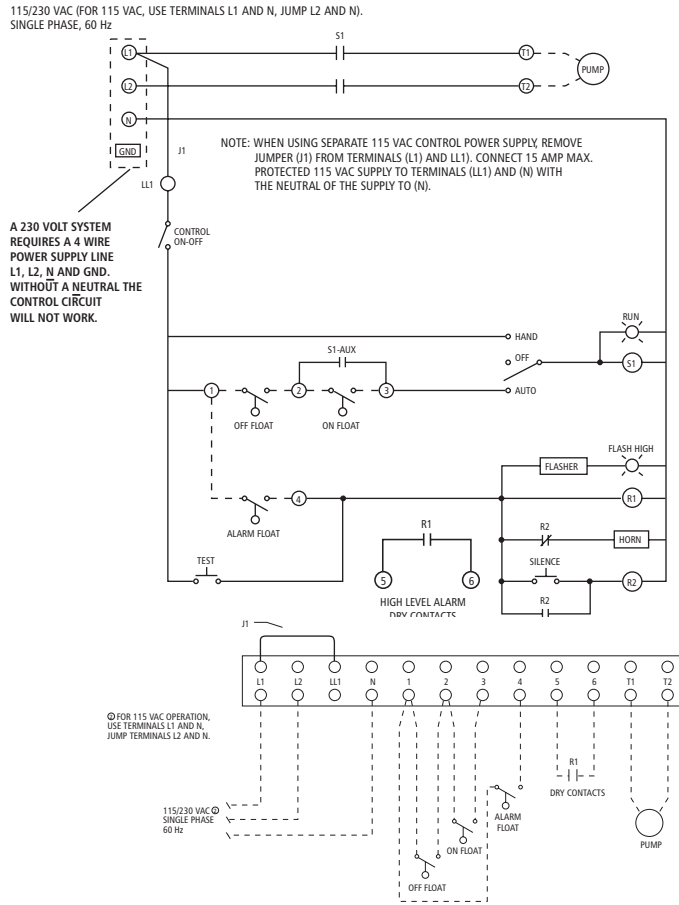 115/230 VAC (FOR 115 VAC, USE TERMINALS L1 AND N, JUMP L2 AND N).
SINGLE PHASE, 60 Hz
S1
L1
T1
PUMP
L2
T2
N
GND
J1
NOTE: WHEN USING SEPARATE 115 VAC CONTROL POWER SUPPLY, REMOVE
JUMPER (J1) FROM TERMINALS (L1) AND LL1). CONNECT 15 AMP MAX.
PROTECTED 115 VAC SUPPLY TO TERMINALS (LL1) AND (N) WITH
THE NEUTRAL OF THE SUPPLY TO (N).
LL1
A 230 VOLT SYSTEM
REQUIRES A 4 WIRE
POWER SUPPLY LINE
L1, L2, N AND GND.
WITHOUT A NEUTRAL THE
CONTROL CIRCUIT
WILL NOT WORK.
CONTROL
ON-OFF
RUN
HAND
S1-AUX
OFF
S1
1
2
3
AUTO
OFF FLOAT
ON FLOAT
FLASH HIGH
FLASHER
4
R1
ALARM FLOAT
R1
R2
HORN
TEST
SILENCE
5
6
R2
HIGH LEVEL ALARM
DRY CONTACTS
R2
J1
L1 L2 LL1 N 1 2 3 4 5 6 T1 T2
② FOR 115 VAC OPERATION,
USE TERMINALS L1 AND N,
JUMP TERMINALS L2 AND N.
R1
DRY CONTACTS
115/230 VAC ②
SINGLE PHASE
60 Hz
ALARM
FLOAT
PUMP
ON FLOAT
OFF FLOAT